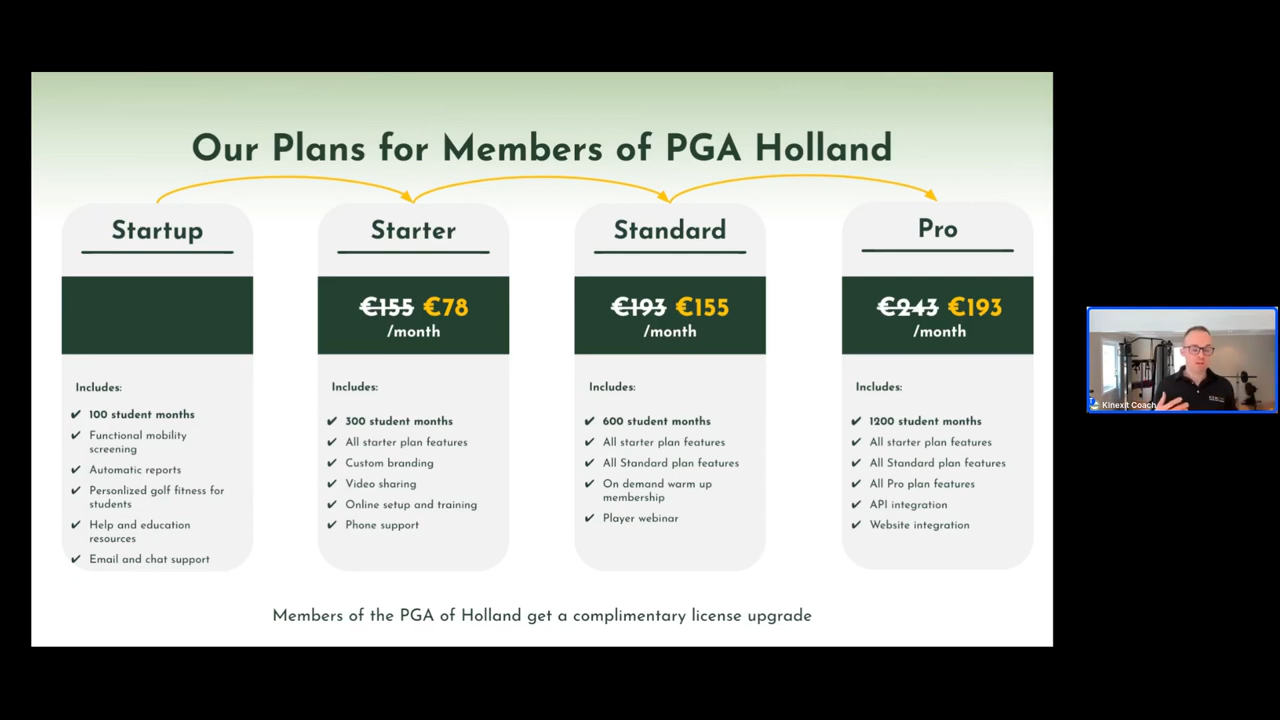 Our Plans for Members of PGA Holland
Startup
Includes:
✔ 100 student months
✔ Functional mobility
screening
✔ Automatic reports
✔ Personlized golf fitness for
students
✔ Help and education
resources
✔ Email and chat support
Starter
€155 €78
/month
Includes:
✔ 300 student months
✔ All starter plan features
✔ Custom branding
✔ Video sharing
✔ Online setup and training
✔ Phone support
Standard
€193 €155
/month
Includes:
✔ 600 student months
✔ All starter plan features
✔ All Standard plan features
✔ On demand warm up
membership
✔ Player webinar
Pro
€243 €193
/month
Includes:
✔ 1200 student months
✔ All starter plan features
✔ All Standard plan features
✔ All Pro plan features
✔ API integration
✔ Website integration
Members of the PGA of Holland get a complimentary license upgrade
Kinexit Coach